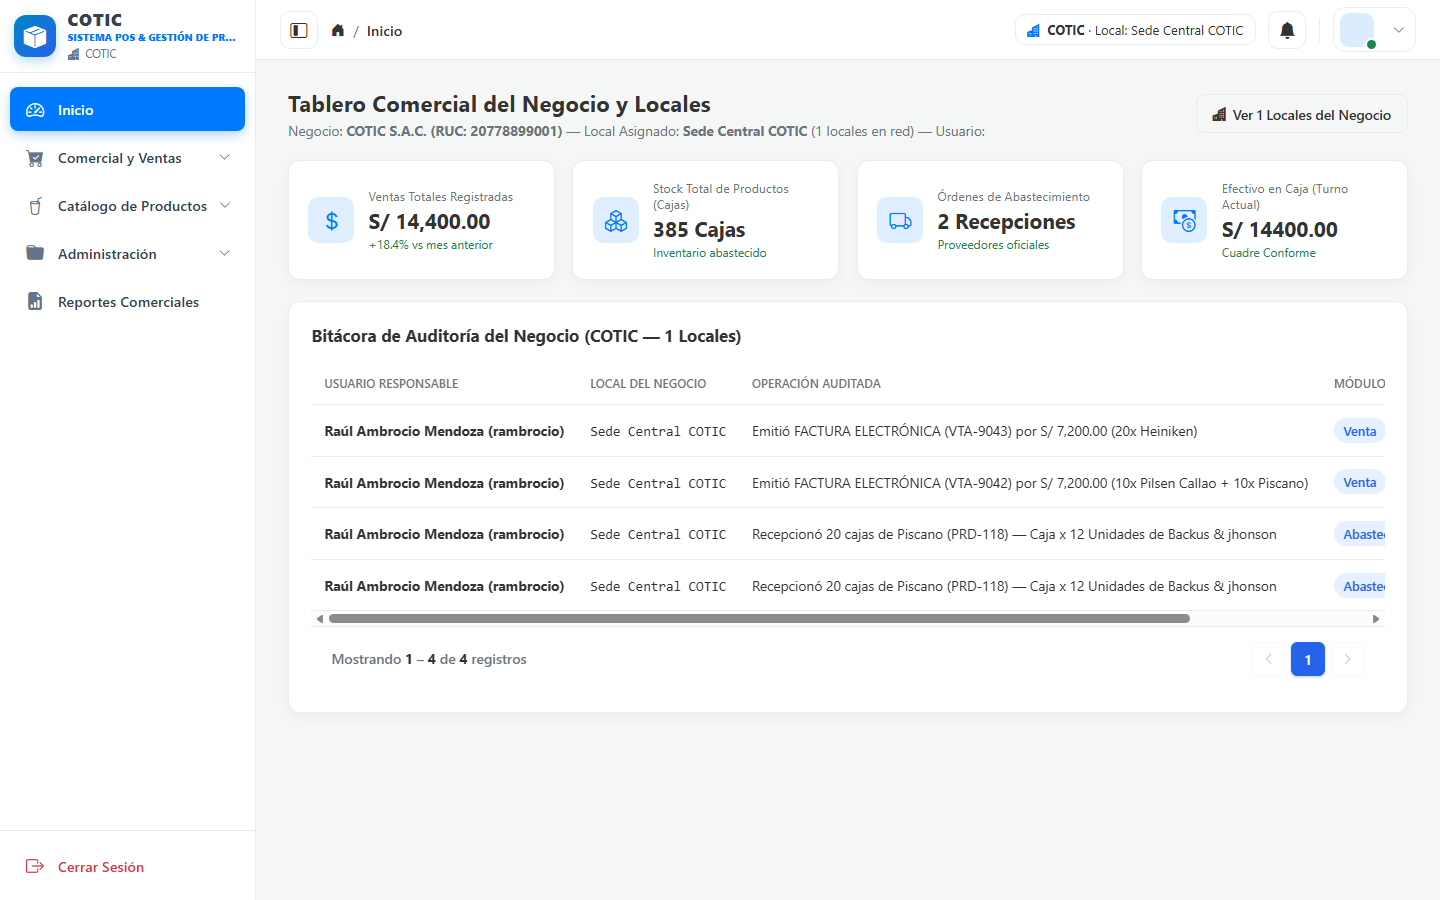 COTIC
SISTEMA POS & GESTIÓN DE PR...
COTIC
Inicio
Comercial y Ventas
Catálogo de Productos
Administración
Reportes Comerciales
Cerrar Sesión
/ Inicio
COTIC · Local: Sede Central COTIC
Tablero Comercial del Negocio y Locales
Negocio: COTIC S.A.C. (RUC: 20778899001) — Local Asignado: Sede Central COTIC (1 locales en red) — Usuario:
Ver 1 Locales del Negocio
Ventas Totales Registradas
S/ 14,400.00
+18.4% vs mes anterior
Stock Total de Productos
(Cajas)
385 Cajas
Inventario abastecido
Órdenes de Abastecimiento
2 Recepciones
Proveedores oficiales
Efectivo en Caja (Turno
Actual)
S/ 14400.00
Cuadre Conforme
Bitácora de Auditoría del Negocio (COTIC — 1 Locales)
USUARIO RESPONSABLE LOCAL DEL NEGOCIO OPERACIÓN AUDITADA MÓDULO
Raúl Ambrocio Mendoza (rambrocio) Sede Central COTIC Emitió FACTURA ELECTRÓNICA (VTA-9043) por S/ 7,200.00 (20x Heiniken) Venta
Raúl Ambrocio Mendoza (rambrocio) Sede Central COTIC Emitió FACTURA ELECTRÓNICA (VTA-9042) por S/ 7,200.00 (10x Pilsen Callao + 10x Piscano) Venta
Raúl Ambrocio Mendoza (rambrocio) Sede Central COTIC Recepcionó 20 cajas de Piscano (PRD-118) — Caja x 12 Unidades de Backus & jhonson
Raúl Ambrocio Mendoza (rambrocio) Sede Central COTIC Recepcionó 20 cajas de Piscano (PRD-118) — Caja x 12 Unidades de Backus & jhonson
Mostrando 1 – 4 de 4 registros
1